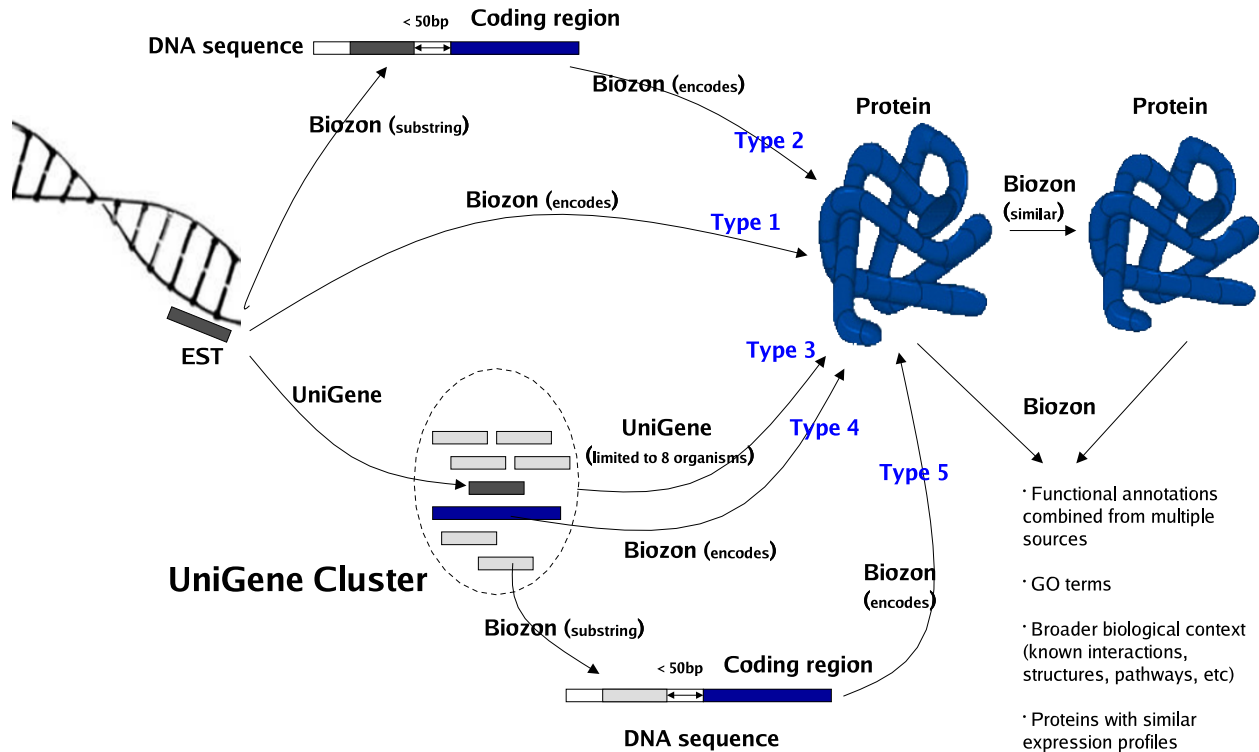 < 50bp
Coding region
DNA sequence
Biozon (encodes)
Biozon (substring)
Type 2
Protein
Protein
Biozon (encodes)
Type 1
Biozon
(similar)
EST
Type 3
UniGene
Biozon
UniGene
(limited to 8 organisms)
Type 4
Type 5
· Functional annotations
combined from multiple
sources
Biozon (encodes)
UniGene Cluster
Biozon
(encodes)
· GO terms
Biozon (substring)
· Broader biological context
(known interactions,
structures, pathways, etc)
< 50bp
Coding region
DNA sequence
· Proteins with similar
expression profiles